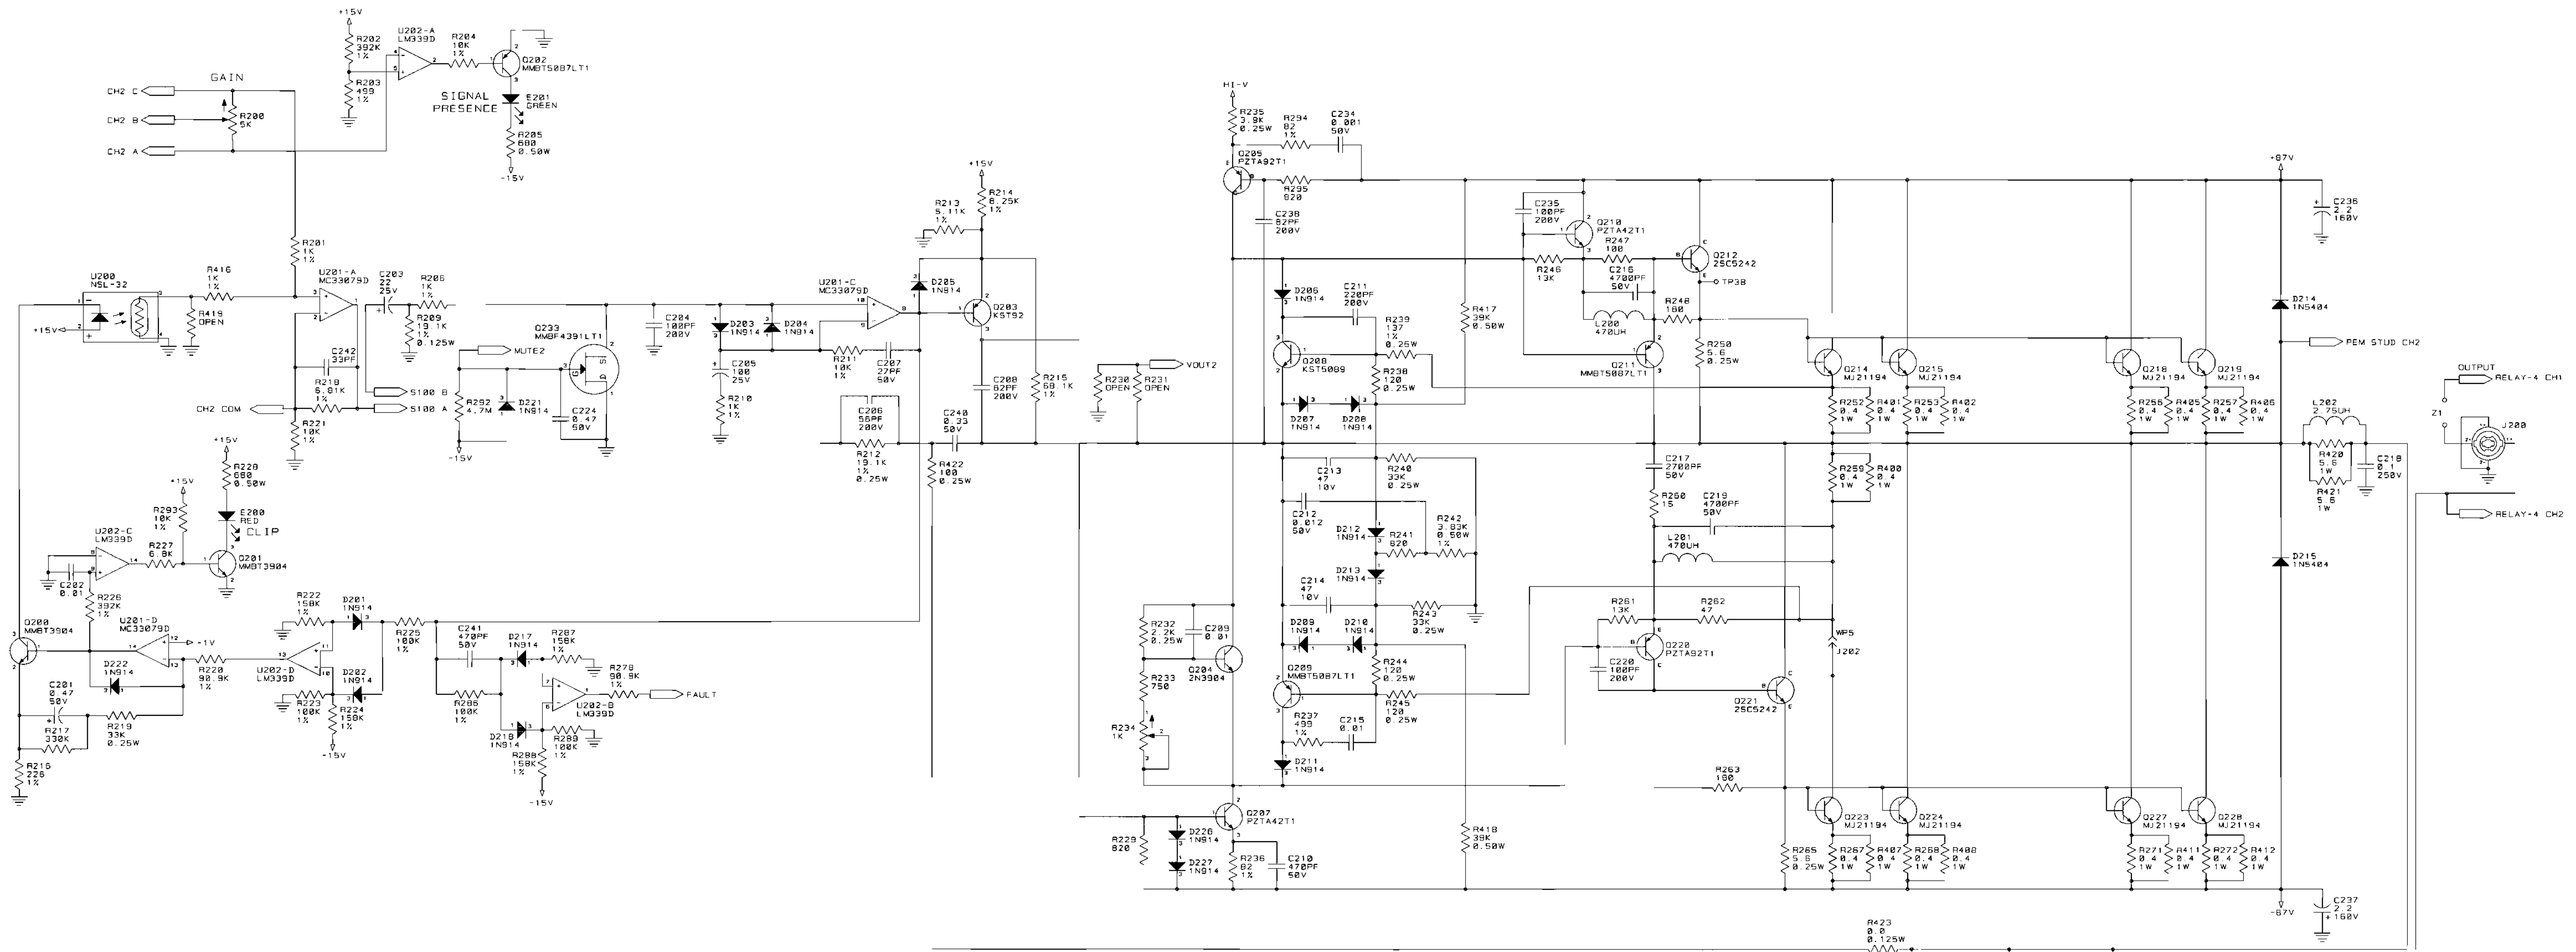 +15V
R202
392K
1%
R203
499
1%
U202-A
LM339D
R204
10K
1%
Q202
MMBT5087LT1
SIGNAL
PRESENCE
E201
GREEN
R205
680
0.50W
-15V
GAIN
CH2 C
CH2 B
CH2 A
R200
5K
R201
1K
1%
U200
NSL-32
+15V
R416
1K
1%
R419
OPEN
U201-A
MC33079D
C203
22
25V
R206
1K
1%
R209
19.1K
1%
0.125W
C242
33PF
R218
6.81K
1%
CH2 COM
S100 B
S100 A
R221
10K
1%
MUTE2
Q233
MMBF4391LT1
R292
4.7M
D221
1N914
C224
0.47
50V
-15V
C204
100PF
200V
D203
1N914
D204
1N914
C205
100
25V
R210
1K
1%
R211
10K
1%
C207
27PF
50V
U201-C
MC33079D
D205
1N914
R213
5.11K
1%
+15V
R214
8.25K
1%
Q203
KST92
C208
82PF
200V
R215
68.1K
1%
C206
56PF
200V
R212
19.1K
1%
0.25W
C240
0.33
50V
R422
100
0.25W
R230
OPEN
R231
OPEN
VOUT2
+15V
R228
680
0.50W
+15V
R293
10K
1%
E200
RED
CLIP
U202-C
LM339D
R227
6.8K
Q201
MMBT3904
C202
0.01
R226
392K
1%
Q200
MMBT3904
U201-D
MC33079D
-1V
D222
1N914
R220
90.9K
1%
C201
0.47
50V
R217
330K
R219
33K
0.25W
R216
226
1%
R222
158K
1%
D201
1N914
U202-D
LM339D
D202
1N914
R223
100K
1%
R224
158K
1%
-15V
R225
100K
1%
C241
470PF
50V
D217
1N914
R287
158K
1%
R286
100K
1%
U202-B
LM339D
R278
90.9K
1%
FAULT
D218
1N914
R289
100K
1%
R288
158K
1%
-15V
HI-V
R235
3.9K
0.25W
R294
82
1%
C234
0.001
50V
Q205
PZTA92T1
R295
820
C238
82PF
200V
D206
1N914
C211
220PF
200V
R417
39K
0.50W
Q208
KST5089
R239
137
1%
0.25W
R238
120
0.25W
D207
1N914
D208
1N914
C213
47
10V
R240
33K
0.25W
C212
0.012
50V
D212
1N914
R241
820
R242
3.83K
0.50W
1%
D213
1N914
C214
47
10V
R243
33K
0.25W
D209
1N914
D210
1N914
Q209
MMBT5087LT1
R244
120
0.25W
R245
120
0.25W
R237
499
1%
C215
0.01
D211
1N914
R232
2.2K
0.25W
C209
0.01
Q204
2N3904
R233
750
R234
1K
Q207
PZTA42T1
R229
820
D226
1N914
D227
1N914
R236
82
1%
C210
470PF
50V
R418
39K
0.50W
C235
100PF
200V
Q210
PZTA42T1
R247
100
R246
13K
C216
4700PF
50V
Q212
2SC5242
TP3B
R248
160
L200
470UH
R250
5.6
0.25W
Q211
MMBT5087LT1
C217
2700PF
50V
R260
15
C219
4700PF
50V
L201
470UH
R261
13K
R262
47
Q220
PZTA92T1
C220
100PF
200V
Q221
2SC5242
WP5
J202
R263
160
R265
5.6
0.25W
Q214
MJ21194
Q215
MJ21194
Q218
MJ21194
Q219
MJ21194
R252
0.4
1W
R401
0.4
1W
R253
0.4
1W
R402
0.4
1W
R256
0.4
1W
R405
0.4
1W
R257
0.4
1W
R406
0.4
1W
R259
0.4
1W
R400
0.4
1W
Q223
MJ21194
Q224
MJ21194
Q227
MJ21194
Q228
MJ21194
R267
0.4
1W
R407
0.4
1W
R268
0.4
1W
R408
0.4
1W
R271
0.4
1W
R411
0.4
1W
R272
0.4
1W
R412
0.4
1W
+87V
C236
2.2
160V
D214
1N5404
PEM STUD CH2
L202
2.75UH
R420
5.6
1W
R421
5.6
1W
C218
0.1
250V
D215
1N5404
-87V
C237
2.2
160V
OUTPUT
RELAY-4 CH1
Z1
J200
RELAY-4 CH2
R423
0.0
0.125W